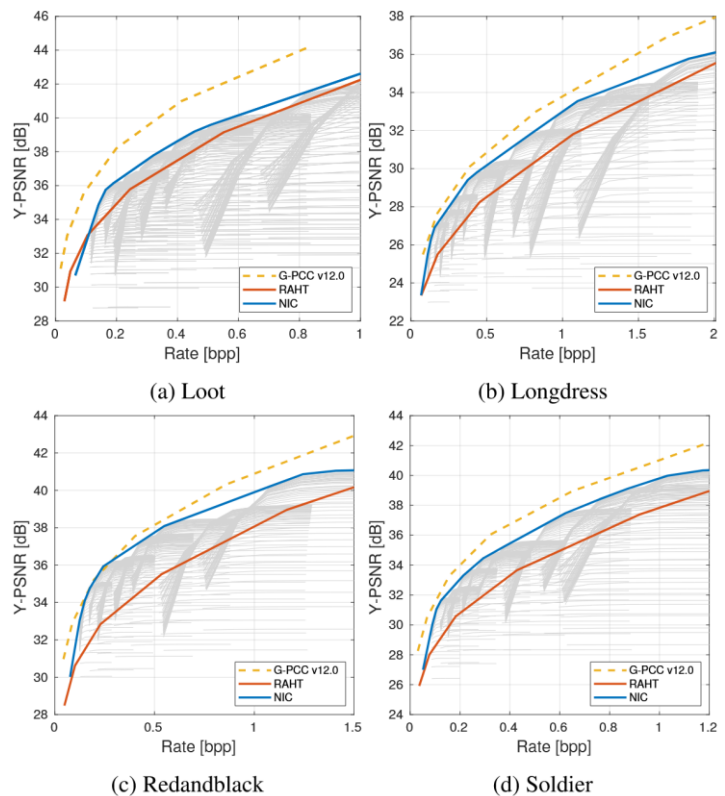 46
44
42
40
38
36
34
32
30
28
Y-PSNR [dB]
0 0.2 0.4 0.6 0.8 1
Rate [bpp]
G-PCC v12.0
RAHT
NIC
(a) Loot
38
36
34
32
30
28
26
24
22
Y-PSNR [dB]
0 0.5 1 1.5 2
Rate [bpp]
G-PCC v12.0
RAHT
NIC
(b) Longdress
44
42
40
38
36
34
32
30
28
Y-PSNR [dB]
0 0.5 1 1.5
Rate [bpp]
G-PCC v12.0
RAHT
NIC
(c) Redandblack
44
42
40
38
36
34
32
30
28
26
24
Y-PSNR [dB]
0 0.2 0.4 0.6 0.8 1 1.2
Rate [bpp]
G-PCC v12.0
RAHT
NIC
(d) Soldier